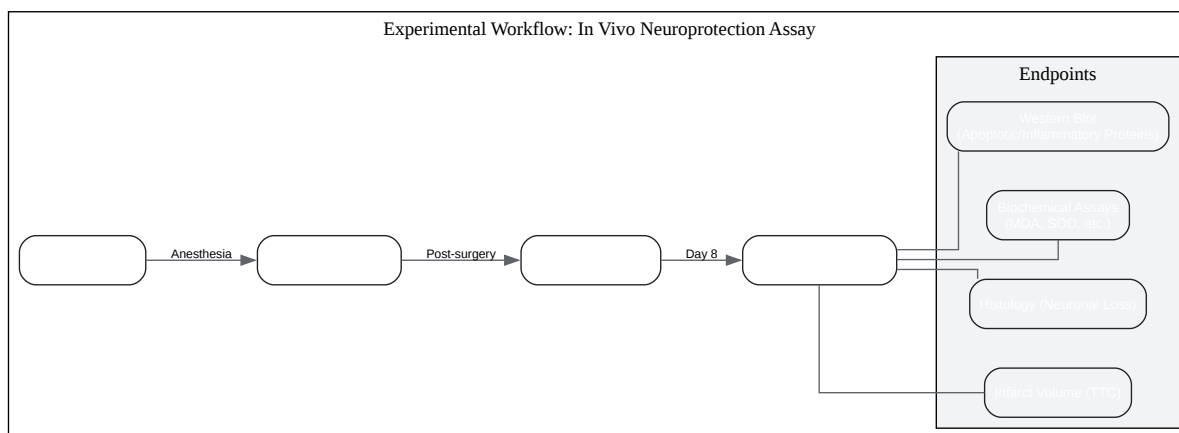 Experimental Workflow: In Vivo Neuroprotection Assay
Endpoints
Western Blot
(Apoptotic/Inflammatory Proteins)
Biochemical Assays
(MDA, SOD, etc.)
Anesthesia
Post-surgery
Day 8
Histology (Neuronal Loss)
Infarct Volume (TTC)